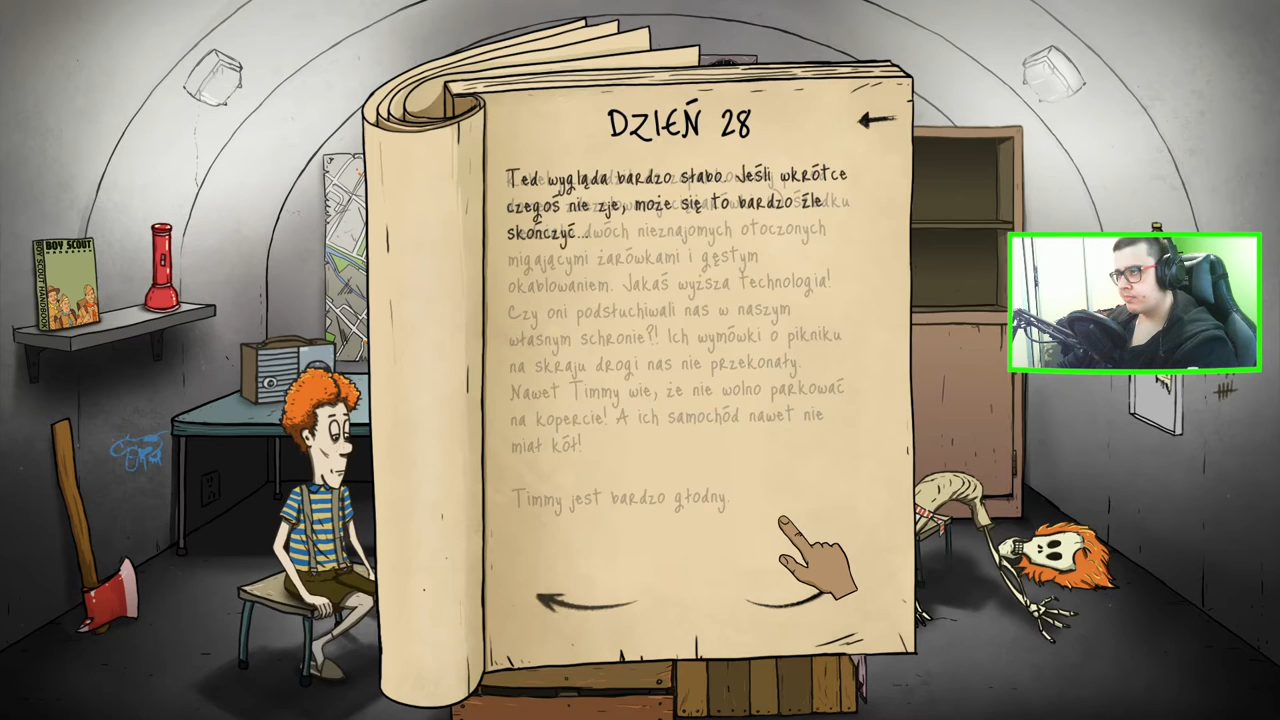 DZIEŃ 28
Ted wygląda bardzo słabo. Jeśli wkrótce
czegoś nie zje, może się to bardzo źle
skończyć...
dwóch nieznajomych otoczonych
migającymi żarówkami i gęstym
okablowaniem. Jakaś wyższa technologia!
Czy oni podsłuchiwali nas w naszym
własnym schronie?! Ich wymówki o pikniku
na skraju drogi nas nie przekonały.
Nawet Timmy wie, że nie wolno parkować
na kopercie! A ich samochód nawet nie
miał kół!
Timmy jest bardzo głodny.
BOY SCOUT
BOY SCOUT HANDBOOK